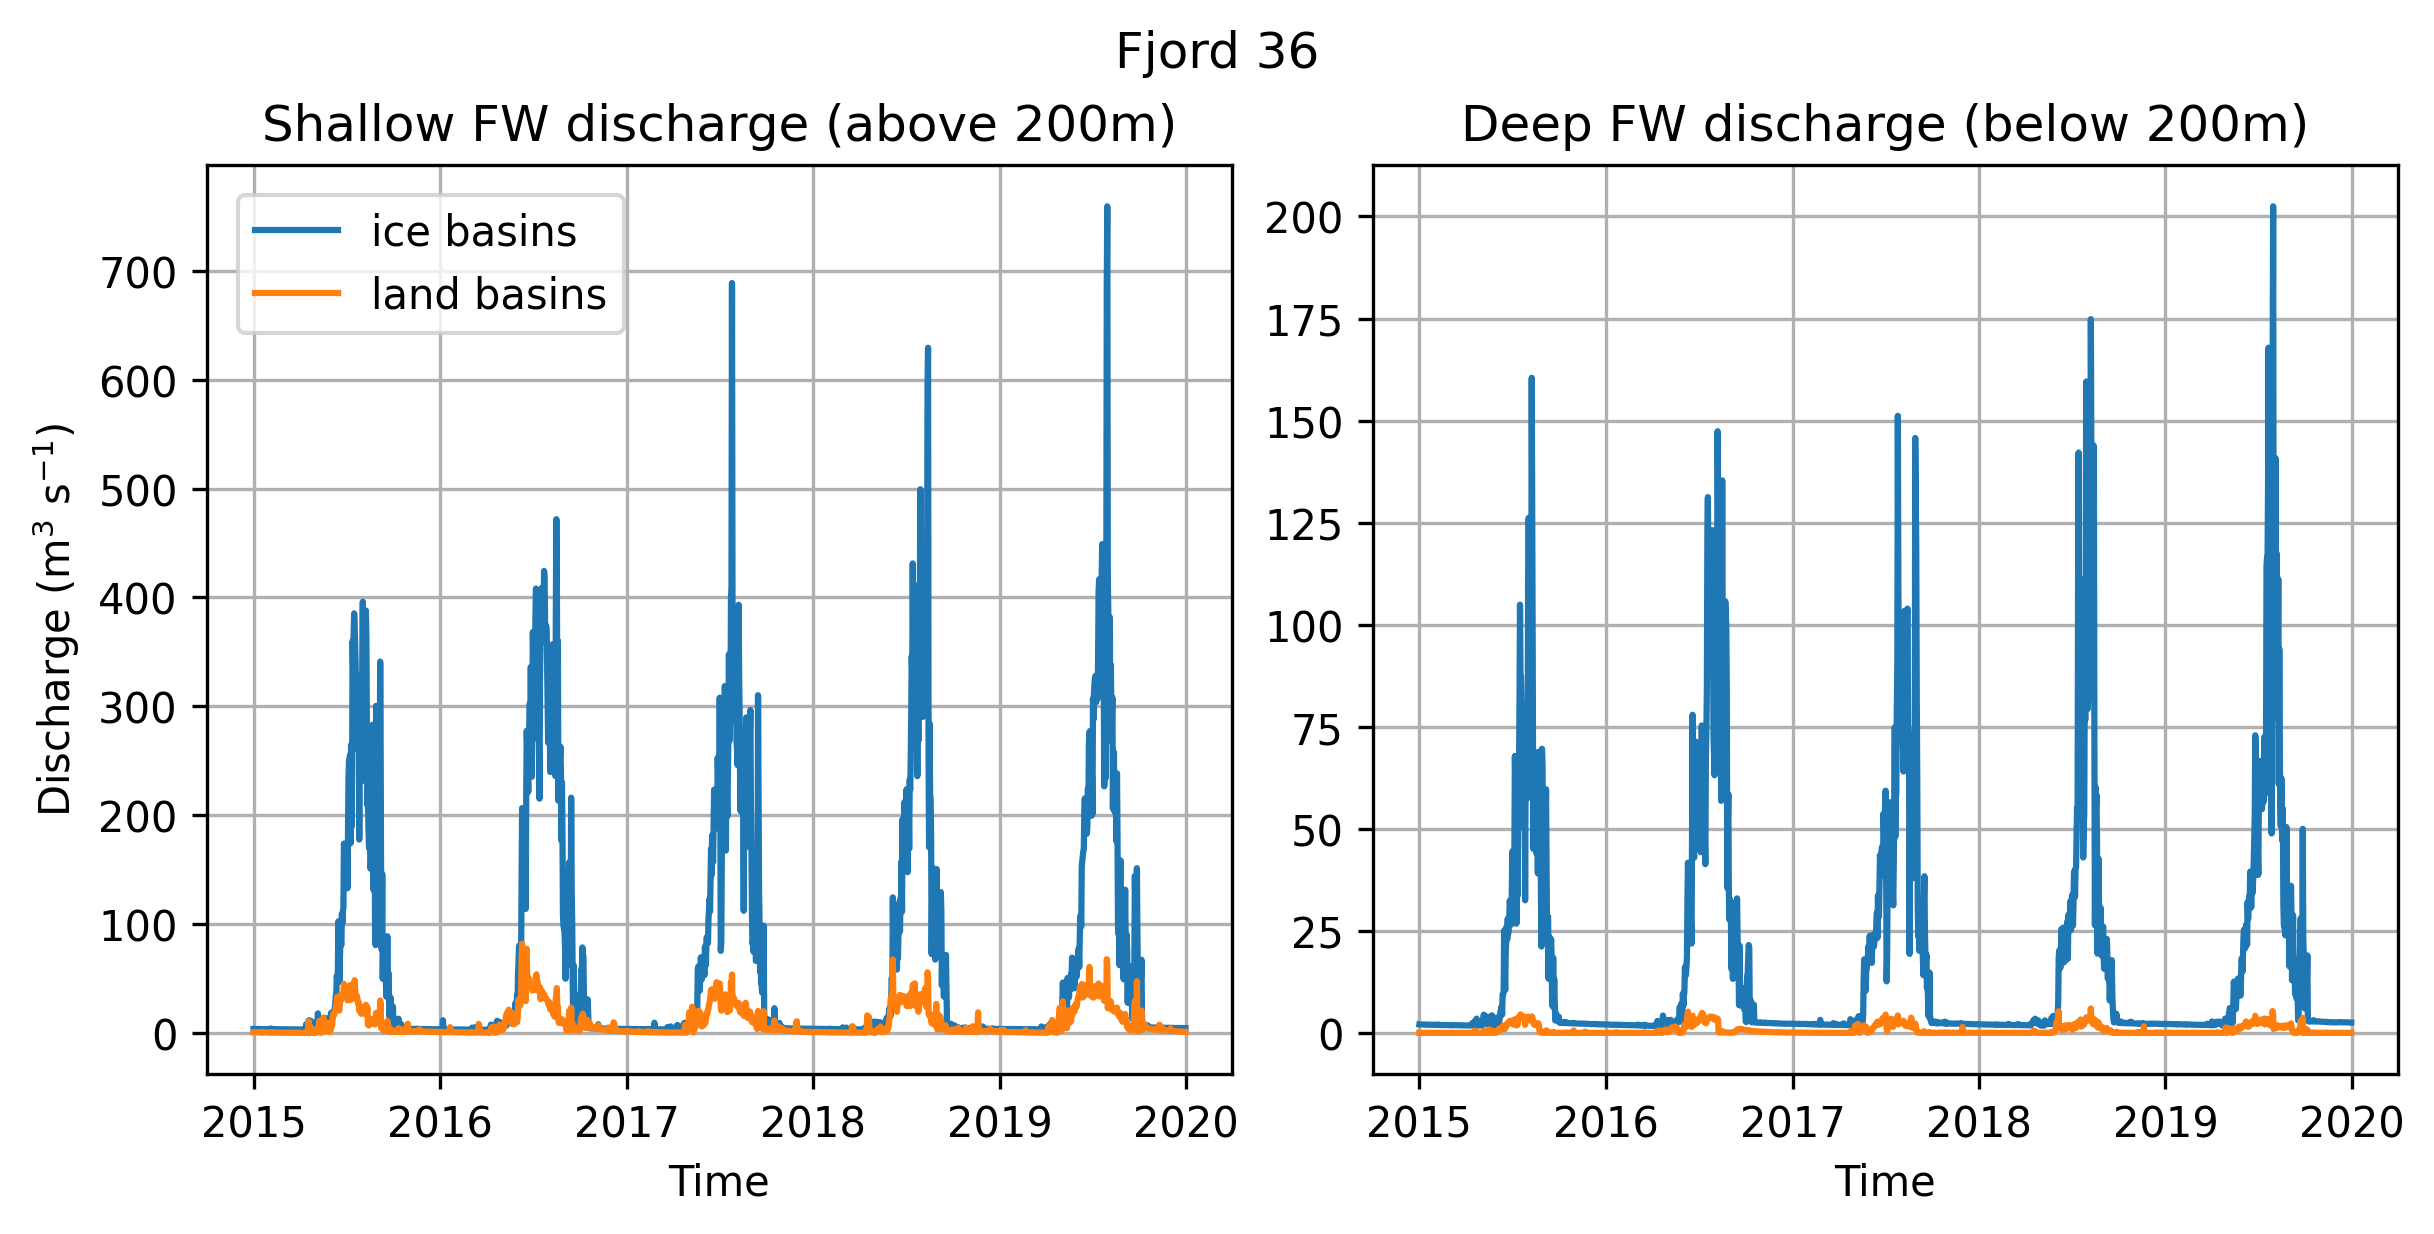 Fjord 36
Shallow FW discharge (above 200m)
Deep FW discharge (below 200m)
ice basins
land basins
Discharge (m³ s⁻¹)
700
600
500
400
300
200
100
0
2015 2016 2017 2018 2019 2020
Time
200
175
150
125
100
75
50
25
0
2015 2016 2017 2018 2019 2020
Time